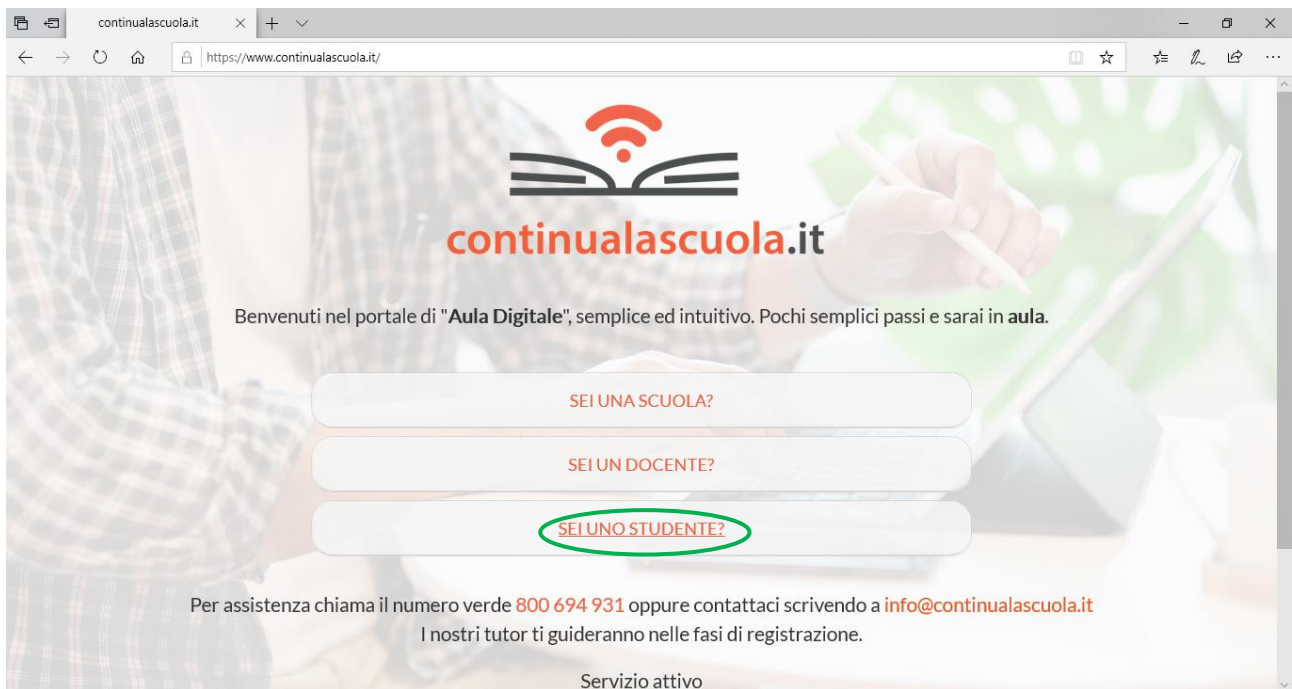 continualascuola.it
https://www.continualascuola.it/
continualascuola.it
Benvenuti nel portale di "Aula Digitale", semplice ed intuitivo. Pochi semplici passi e sarai in aula.
SEI UNA SCUOLA?
SEI UN DOCENTE?
SEI UNO STUDENTE?
Per assistenza chiama il numero verde 800 694 931 oppure contattaci scrivendo a info@continualascuola.it
I nostri tutor ti guideranno nelle fasi di registrazione.
Servizio attivo